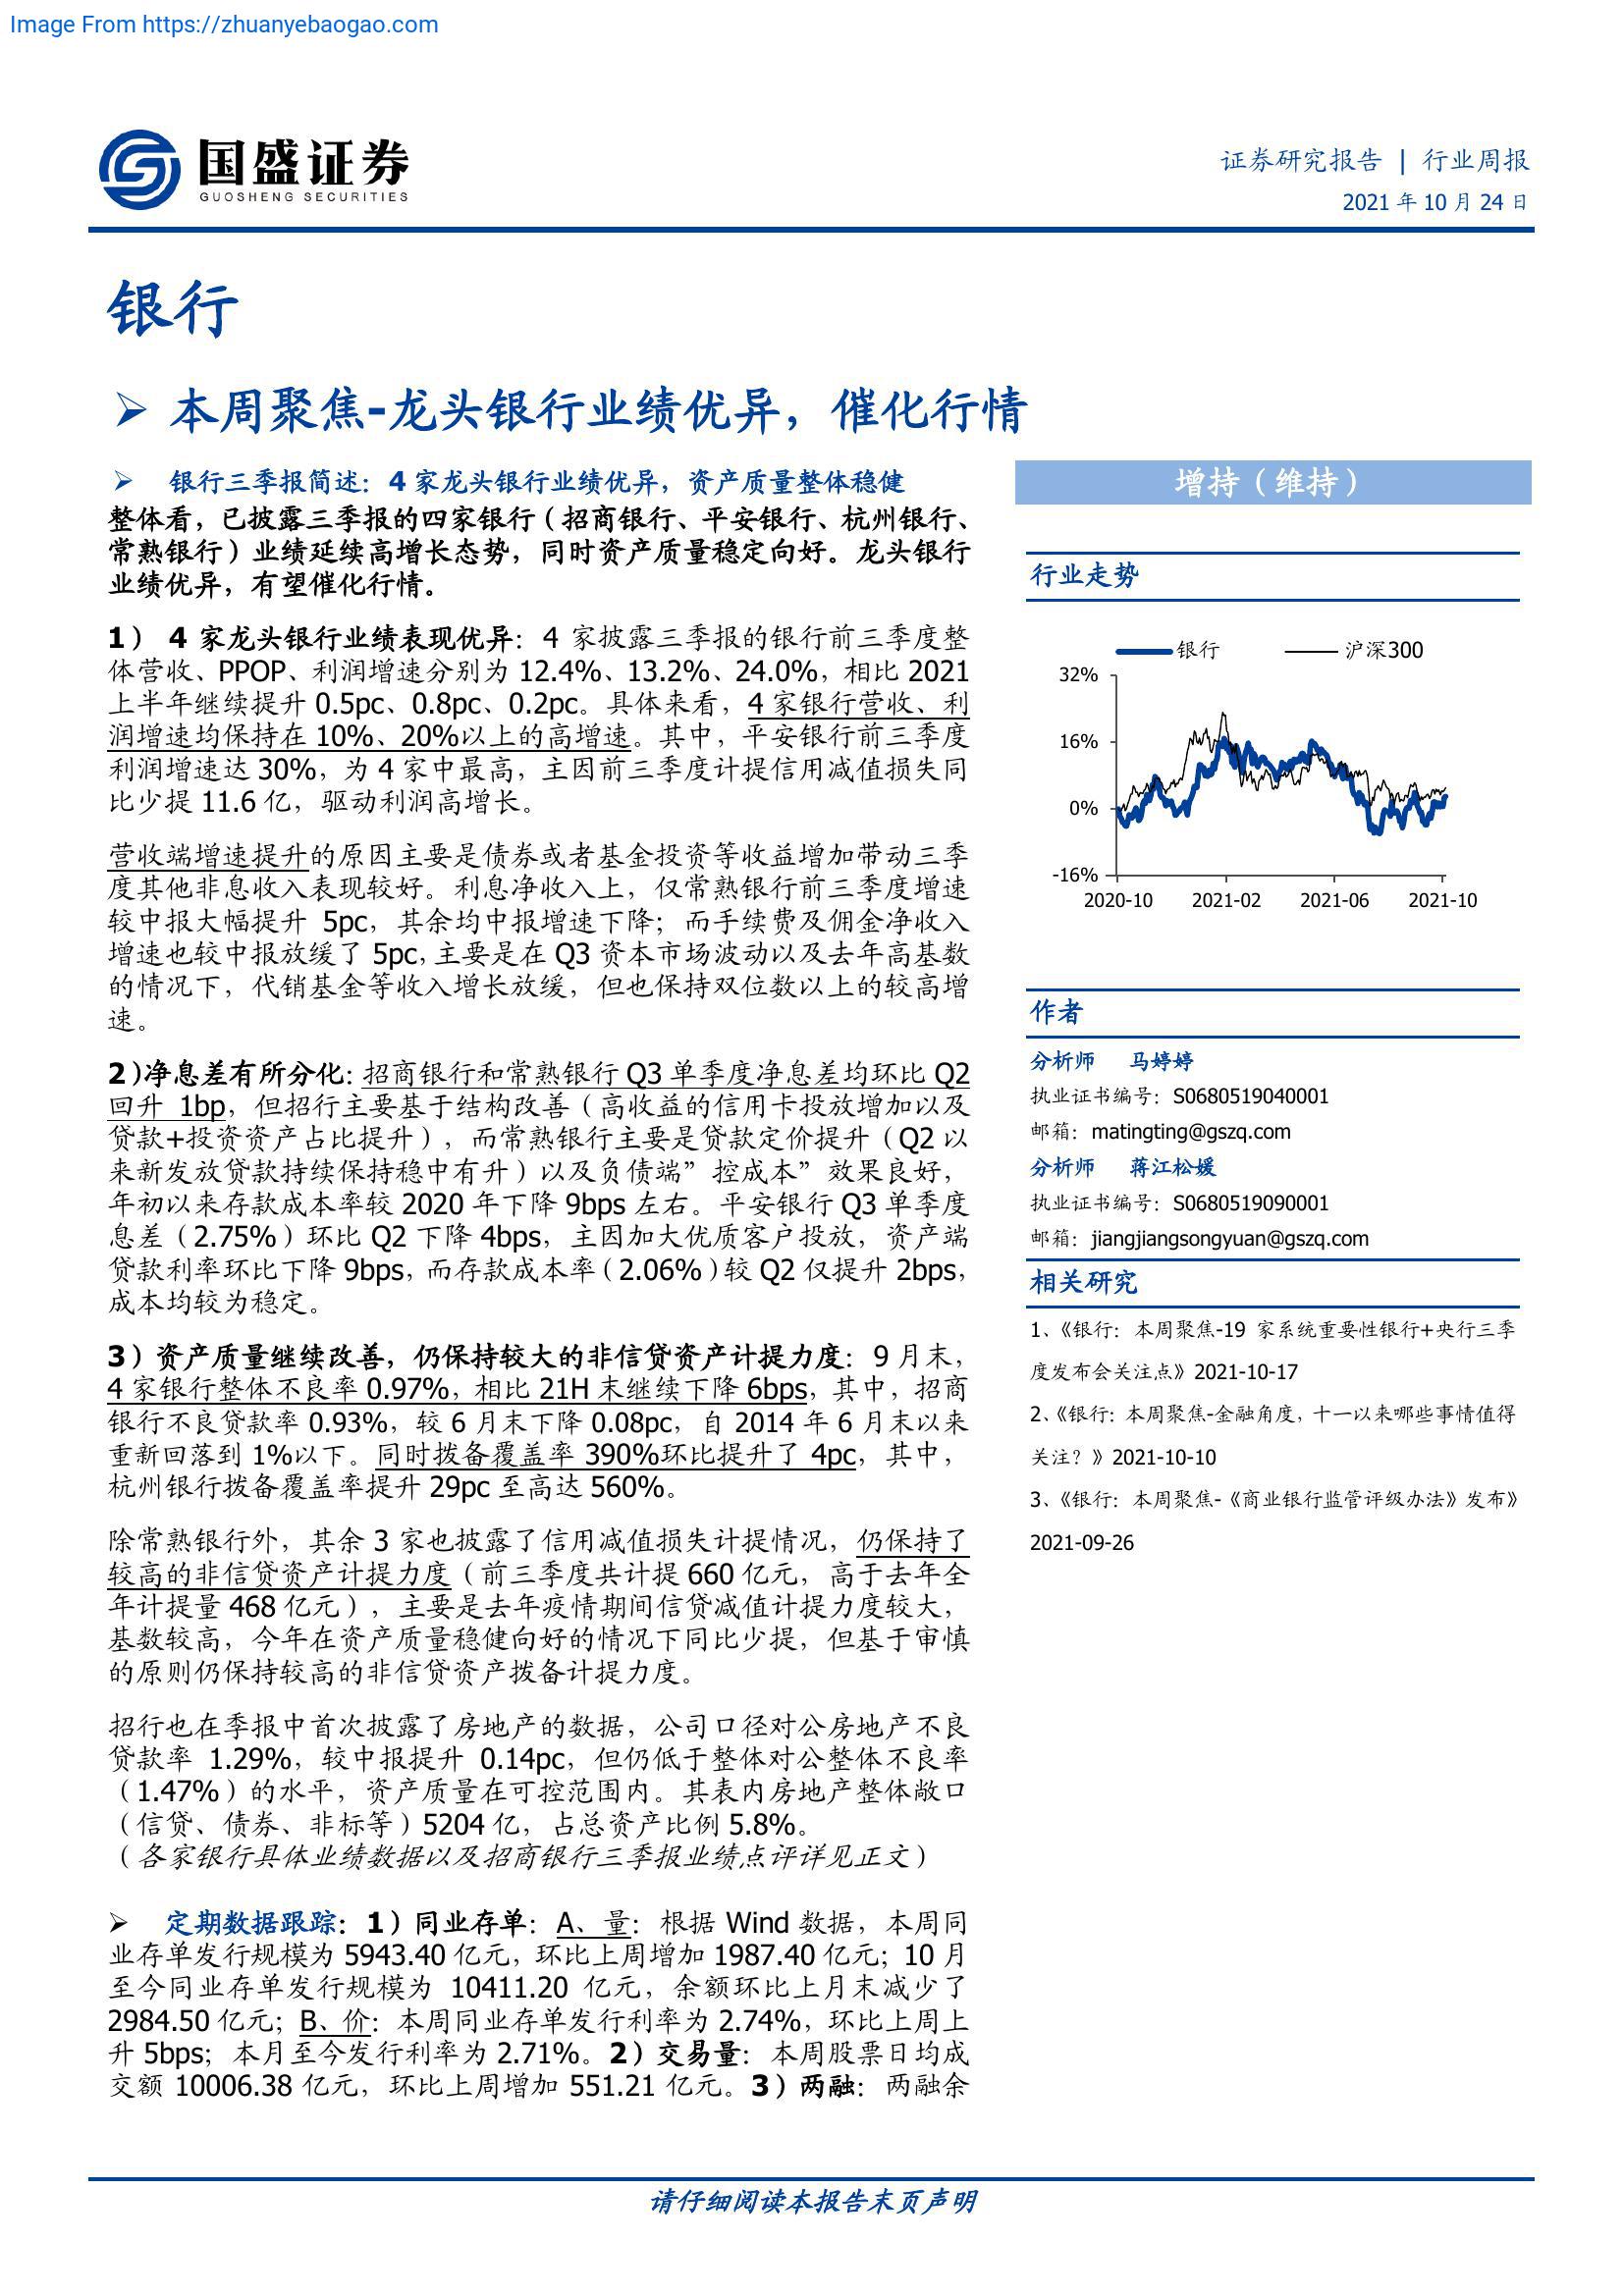 Image From https://zhuanyebaogao.com
国盛证券
GUOSHENG SECURITIES
证券研究报告 | 行业周报
2021 年 10 月 24 日
银行
本周聚焦-龙头银行业绩优异，催化行情
银行三季报简述：4 家龙头银行业绩优异，资产质量整体稳健
整体看，已披露三季报的四家银行（招商银行、平安银行、杭州银行、
常熟银行）业绩延续高增长态势，同时资产质量稳定向好。龙头银行
业绩优异，有望催化行情。
1） 4 家龙头银行业绩表现优异：4 家披露三季报的银行前三季度整
体营收、PPOP、利润增速分别为 12.4%、13.2%、24.0%，相比 2021
上半年继续提升 0.5pc、0.8pc、0.2pc。具体来看，4 家银行营收、利
润增速均保持在 10%、20%以上的高增速。其中，平安银行前三季度
利润增速达 30%，为 4 家中最高，主因前三季度计提信用减值损失同
比少提 11.6 亿，驱动利润高增长。
营收端增速提升的原因主要是债券或者基金投资等收益增加带动三季
度其他非息收入表现较好。利息净收入上，仅常熟银行前三季度增速
较中报大幅提升 5pc，其余均中报增速下降；而手续费及佣金净收入
增速也较中报放缓了 5pc，主要是在 Q3 资本市场波动以及去年高基数
的情况下，代销基金等收入增长放缓，但也保持双位数以上的较高增
速。
2）净息差有所分化：招商银行和常熟银行 Q3 单季度净息差均环比 Q2
回升 1bp，但招行主要基于结构改善（高收益的信用卡投放增加以及
贷款+投资资产占比提升），而常熟银行主要是贷款定价提升（Q2 以
来新发放贷款持续保持稳中有升）以及负债端”控成本”效果良好，
年初以来存款成本率较 2020 年下降 9bps 左右。平安银行 Q3 单季度
息差（2.75%）环比 Q2 下降 4bps，主因加大优质客户投放，资产端
贷款利率环比下降 9bps，而存款成本率（2.06%）较 Q2 仅提升 2bps，
成本均较为稳定。
3）资产质量继续改善，仍保持较大的非信贷资产计提力度：9 月末，
4 家银行整体不良率 0.97%，相比 21H 末继续下降 6bps，其中，招商
银行不良贷款率 0.93%，较 6 月末下降 0.08pc，自 2014 年 6 月末以来
重新回落到 1%以下。同时拨备覆盖率 390%环比提升了 4pc，其中，
杭州银行拨备覆盖率提升 29pc 至高达 560%。
除常熟银行外，其余 3 家也披露了信用减值损失计提情况，仍保持了
较高的非信贷资产计提力度（前三季度共计提 660 亿元，高于去年全
年计提量 468 亿元），主要是去年疫情期间信贷减值计提力度较大，
基数较高，今年在资产质量稳健向好的情况下同比少提，但基于审慎
的原则仍保持较高的非信贷资产拨备计提力度。
招行也在季报中首次披露了房地产的数据，公司口径对公房地产不良
贷款率 1.29%，较中报提升 0.14pc，但仍低于整体对公整体不良率
（1.47%）的水平，资产质量在可控范围内。其表内房地产整体敞口
（信贷、债券、非标等）5204 亿，占总资产比例 5.8%。
（各家银行具体业绩数据以及招商银行三季报业绩点评详见正文）
定期数据跟踪：1）同业存单：A、量：根据 Wind 数据，本周同
业存单发行规模为 5943.40 亿元，环比上周增加 1987.40 亿元；10 月
至今同业存单发行规模为 10411.20 亿元，余额环比上月末减少了
2984.50 亿元；B、价：本周同业存单发行利率为 2.74%，环比上周上
升 5bps；本月至今发行利率为 2.71%。2）交易量：本周股票日均成
交额 10006.38 亿元，环比上周增加 551.21 亿元。3）两融：两融余
增持（维持）
行业走势
银行 沪深300
32%
16%
0%
-16%
2020-10 2021-02 2021-06 2021-10
作者
分析师 马婷婷
执业证书编号：S0680519040001
邮箱：matingting@gszq.com
分析师 蒋江松媛
执业证书编号：S0680519090001
邮箱：jiangjiangsongyuan@gszq.com
相关研究
1、《银行：本周聚焦-19 家系统重要性银行+央行三季
度发布会关注点》2021-10-17
2、《银行：本周聚焦-金融角度，十一以来哪些事情值得
关注？》2021-10-10
3、《银行：本周聚焦-《商业银行监管评级办法》发布》
2021-09-26
请仔细阅读本报告末页声明